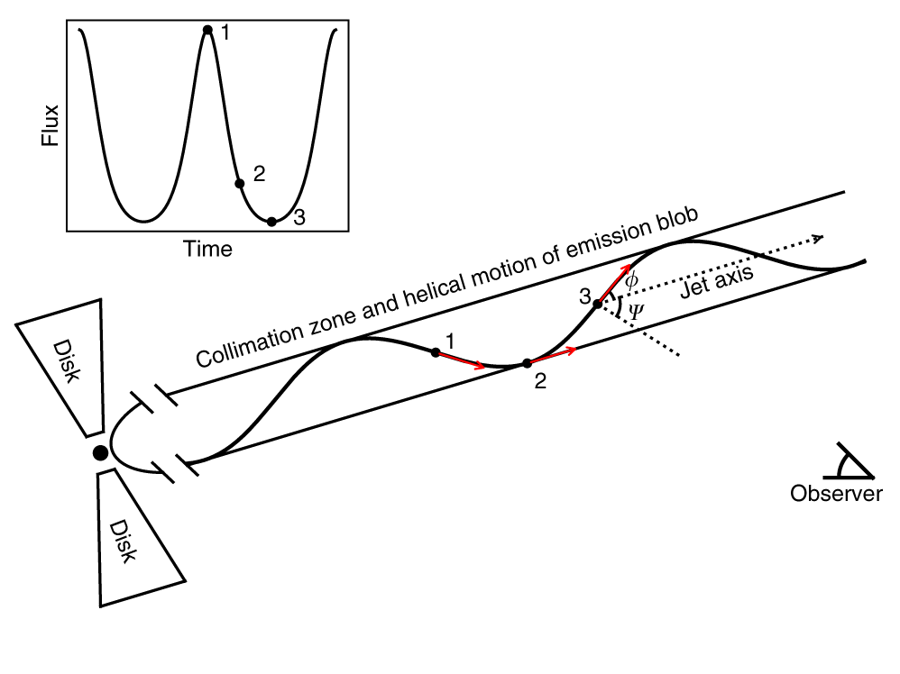 1
2
3
Flux
Time
Collimation zone and helical motion of emission blob
ϕ
3
Ψ
Jet axis
1
2
Disk
Disk
Observer